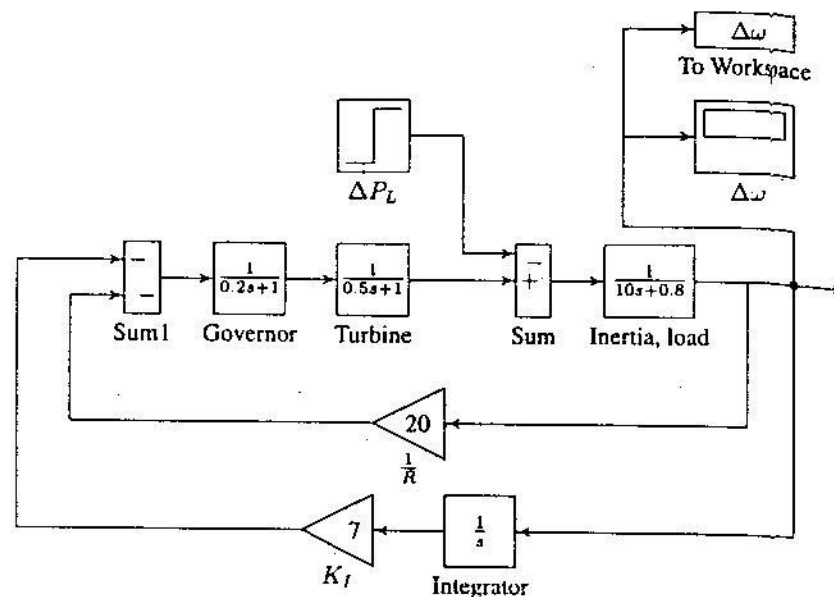 Δω
To Workspace
ΔP_L
Δω
−
−
1
0.2s+1
1
0.5s+1
−
+
1
10s+0.8
Sum1
Governor
Turbine
Sum
Inertia, load
20
1
R
7
1
s
K_I
Integrator